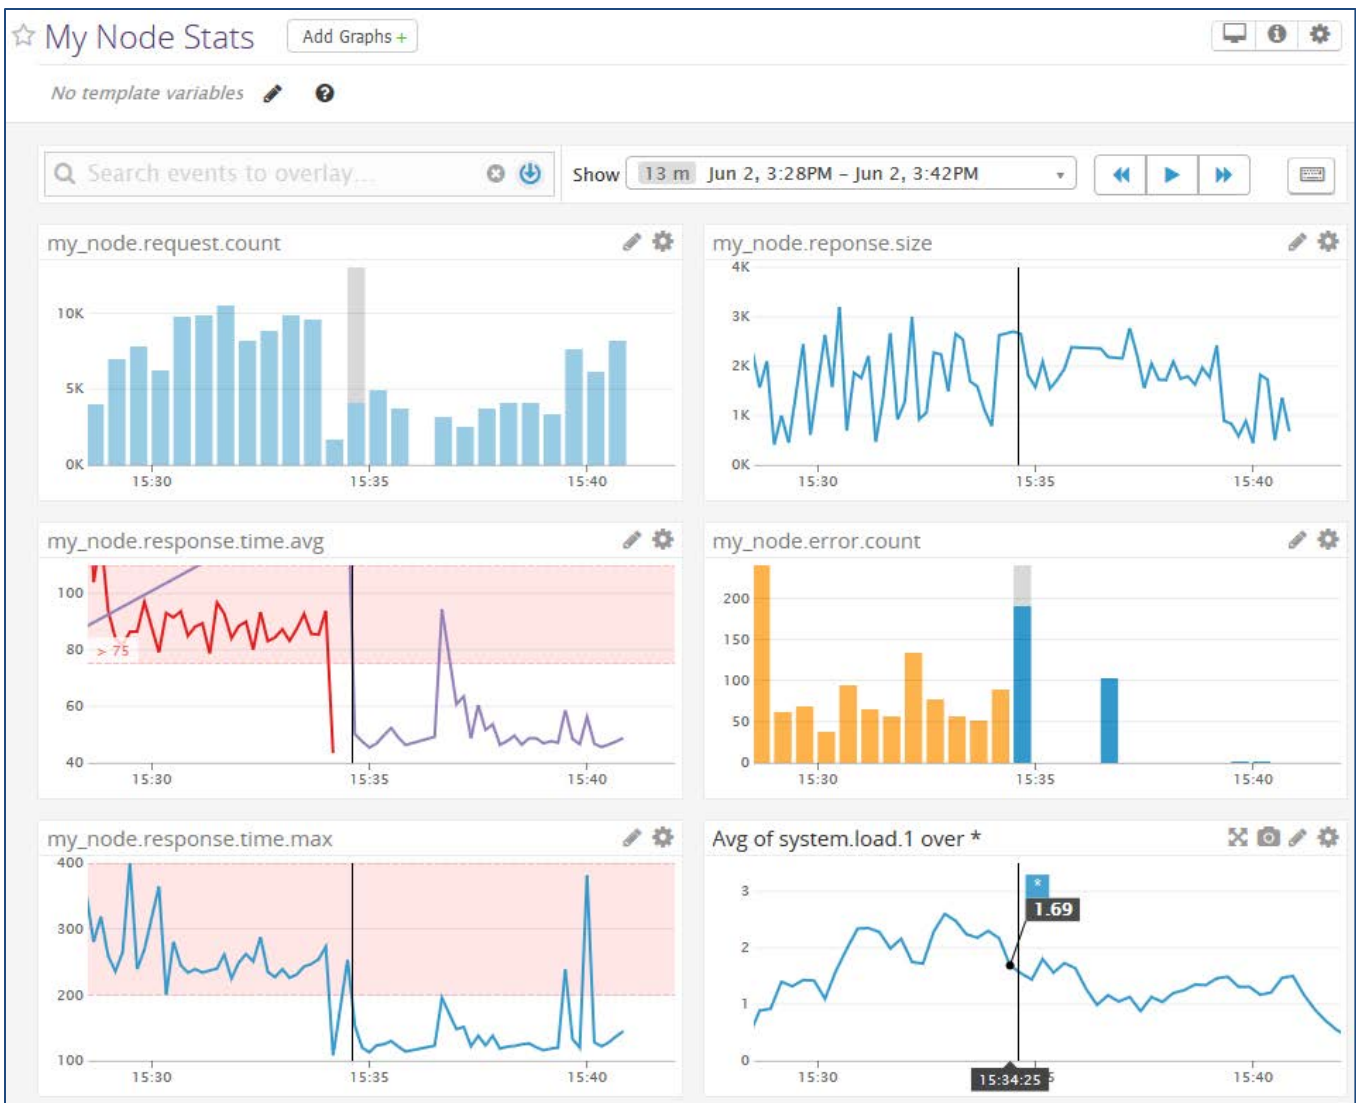 My Node Stats Add Graphs +
No template variables
Search events to overlay... Show 13 m Jun 2, 3:28PM – Jun 2, 3:42PM
my_node.request.count
10K
5K
0K
15:30 15:35 15:40
my_node.reponse.size
4K
3K
2K
1K
0K
15:30 15:35 15:40
my_node.response.time.avg
100
80 > 75
60
40
15:30 15:35 15:40
my_node.error.count
200
150
100
50
0
15:30 15:35 15:40
my_node.response.time.max
400
300
200
100
15:30 15:35 15:40
Avg of system.load.1 over *
3 *
1.69
2
1
0
15:30 15:34:25 5 15:40